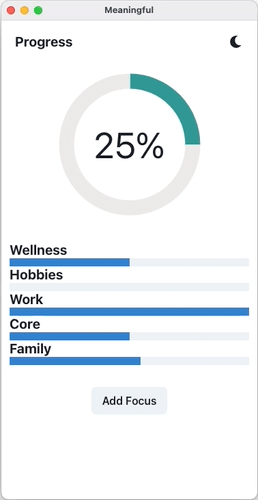 Meaningful
Progress
25%
Wellness
Hobbies
Work
Core
Family
Add Focus